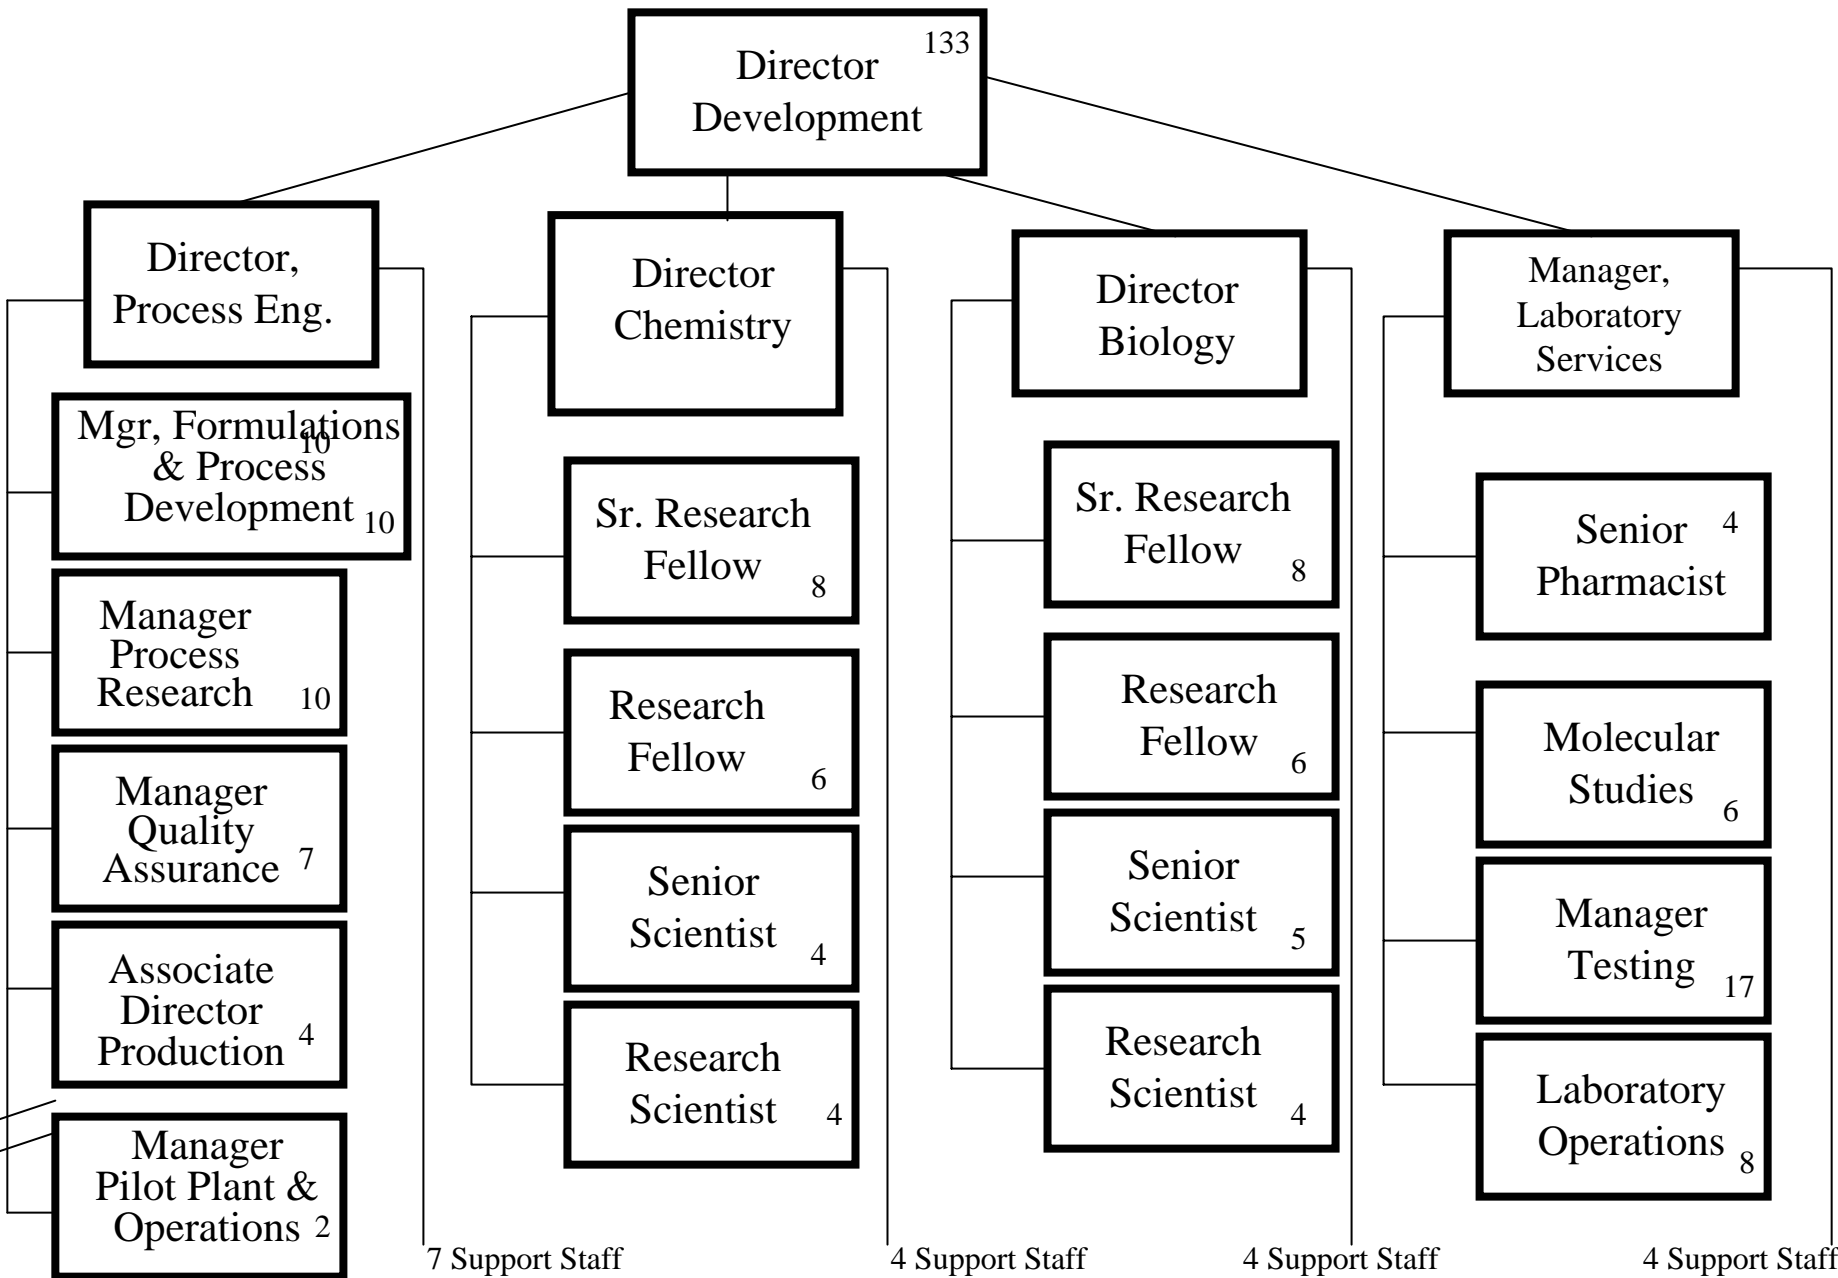 133
Director
Development
Director,
Process Eng.
Mgr, Formulations
10
& Process
Development 10
Manager
Process
Research 10
Manager
Quality
Assurance 7
Associate
Director
Production 4
Manager
Pilot Plant &
Operations 2
7 Support Staff
Director
Chemistry
Sr. Research
Fellow
8
Research
Fellow
6
Senior
Scientist
4
Research
Scientist 4
4 Support Staff
Director
Biology
Sr. Research
Fellow
8
Research
Fellow
6
Senior
Scientist
5
Research
Scientist
4
4 Support Staff
Manager,
Laboratory
Services
Senior 4
Pharmacist
Molecular
Studies
6
Manager
Testing
17
Laboratory
Operations
8
4 Support Staff